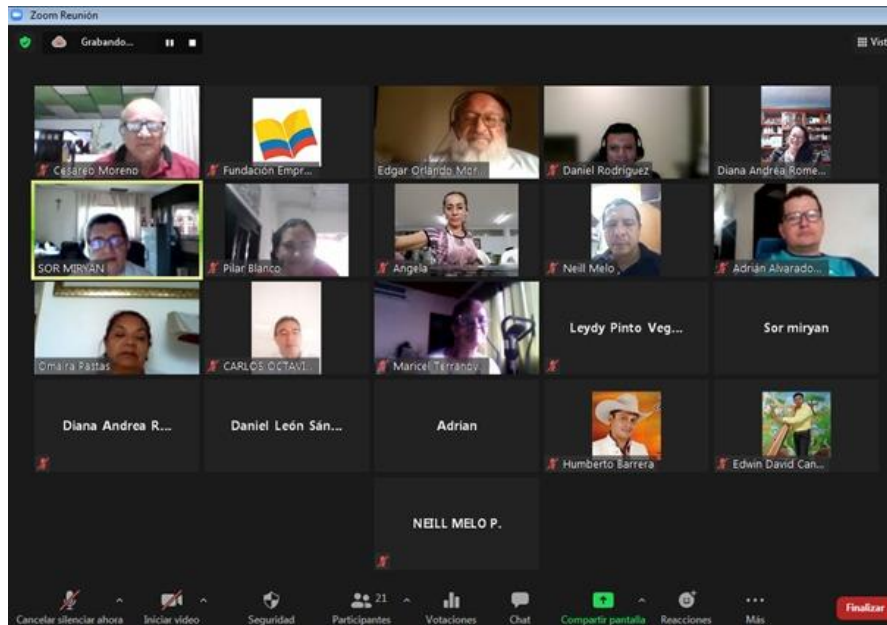 Zoom Reunión
Grabando...
Vist
Cesareo Moreno
Fundación Empr...
Edgar Orlando Mor...
Daniel Rodriguez
Diana Andrea Rome...
SOR MIRYAN
Pilar Blanco
Angela
Neill Melo
Adrián Alvarado...
Omaira Pastas
CARLOS OCTAVI...
Maricel Terranov...
Leydy Pinto Veg...
Sor miryan
Diana Andrea R...
Daniel León Sán...
Adrian
Humberto Barrera
Edwin David Can...
NEILL MELO P.
Cancelar silenciar ahora
Iniciar video
Seguridad
21
Participantes
Votaciones
Chat
Compartir pantalla
Reacciones
Más
Finalizar